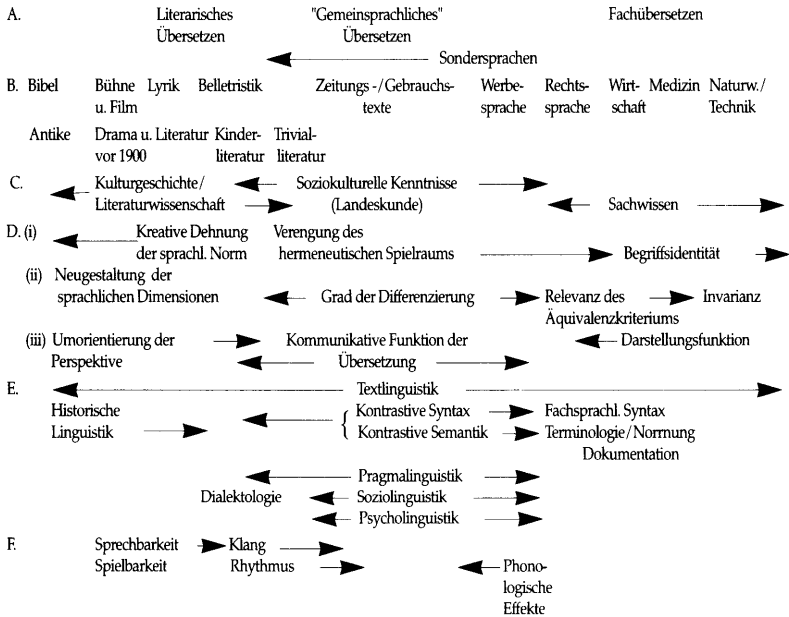 A. Literarisches "Gemeinsprachliches" Fachübersetzen
Übersetzen Übersetzen
Sondersprachen
B. Bibel Bühne Lyrik Belletristik Zeitungs-/Gebrauchs- Werbe- Rechts- Wirt- Medizin Naturw./
u. Film texte sprache sprache schaft Technik
Antike Drama u. Literatur Kinder- Trivial-
vor 1900 literatur literatur
C. Kulturgeschichte/ Soziokulturelle Kenntnisse
Literaturwissenschaft (Landeskunde) Sachwissen
D. (i) Kreative Dehnung Verengung des
der sprachl. Norm hermeneutischen Spielraums Begriffsidentität
(ii) Neugestaltung der
sprachlichen Dimensionen Grad der Differenzierung Relevanz des Invarianz
Äquivalenzkriteriums
(iii) Umorientierung der Kommunikative Funktion der Darstellungsfunktion
Perspektive Übersetzung
E. Textlinguistik
Historische Kontrastive Syntax Fachsprachl. Syntax
Linguistik { Kontrastive Semantik Terminologie/Normung
Dokumentation
Pragmalinguistik
Dialektologie Soziolinguistik
Psycholinguistik
F. Sprechbarkeit Klang
Spielbarkeit Rhythmus Phono-
logische
Effekte